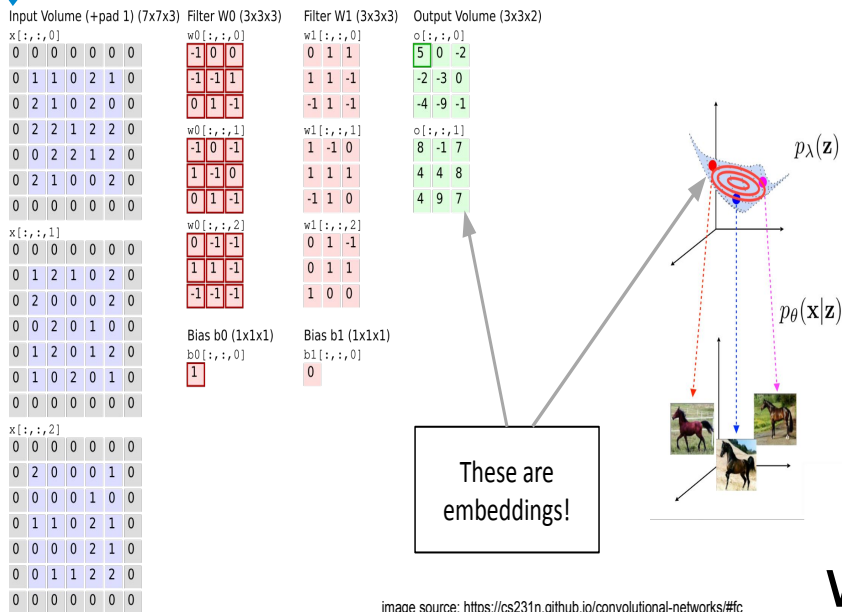 Input Volume (+pad 1) (7x7x3)
x[:,:,0]
0 0 0 0 0 0 0
0 1 1 0 2 1 0
0 2 1 0 2 0 0
0 2 2 1 2 2 0
0 0 2 2 1 2 0
0 2 1 0 0 2 0
0 0 0 0 0 0 0
x[:,:,1]
0 0 0 0 0 0 0
0 1 2 1 0 2 0
0 2 0 0 0 2 0
0 0 2 0 1 0 0
0 1 2 0 1 2 0
0 1 0 2 0 1 0
0 0 0 0 0 0 0
x[:,:,2]
0 0 0 0 0 0 0
0 2 0 0 0 1 0
0 0 0 0 1 0 0
0 1 1 0 2 1 0
0 0 0 0 2 1 0
0 0 1 1 2 2 0
0 0 0 0 0 0 0
Filter W0 (3x3x3)
w0[:,:,0]
-1 0 0
-1 -1 1
0 1 -1
w0[:,:,1]
-1 0 -1
1 -1 0
0 1 -1
w0[:,:,2]
0 -1 -1
1 1 -1
-1 -1 -1
Bias b0 (1x1x1)
b0[:,:,0]
1
Filter W1 (3x3x3)
w1[:,:,0]
0 1 1
1 1 -1
-1 1 -1
w1[:,:,1]
1 -1 0
1 1 1
-1 1 0
w1[:,:,2]
0 1 -1
0 1 1
1 0 0
Bias b1 (1x1x1)
b1[:,:,0]
0
Output Volume (3x3x2)
o[:,:,0]
5 0 -2
-2 -3 0
-4 -9 -1
o[:,:,1]
8 -1 7
4 4 8
4 9 7
pλ(z)
pθ(x|z)
These are
embeddings!
image source: https://cs231n.github.io/convolutional-networks/#fc